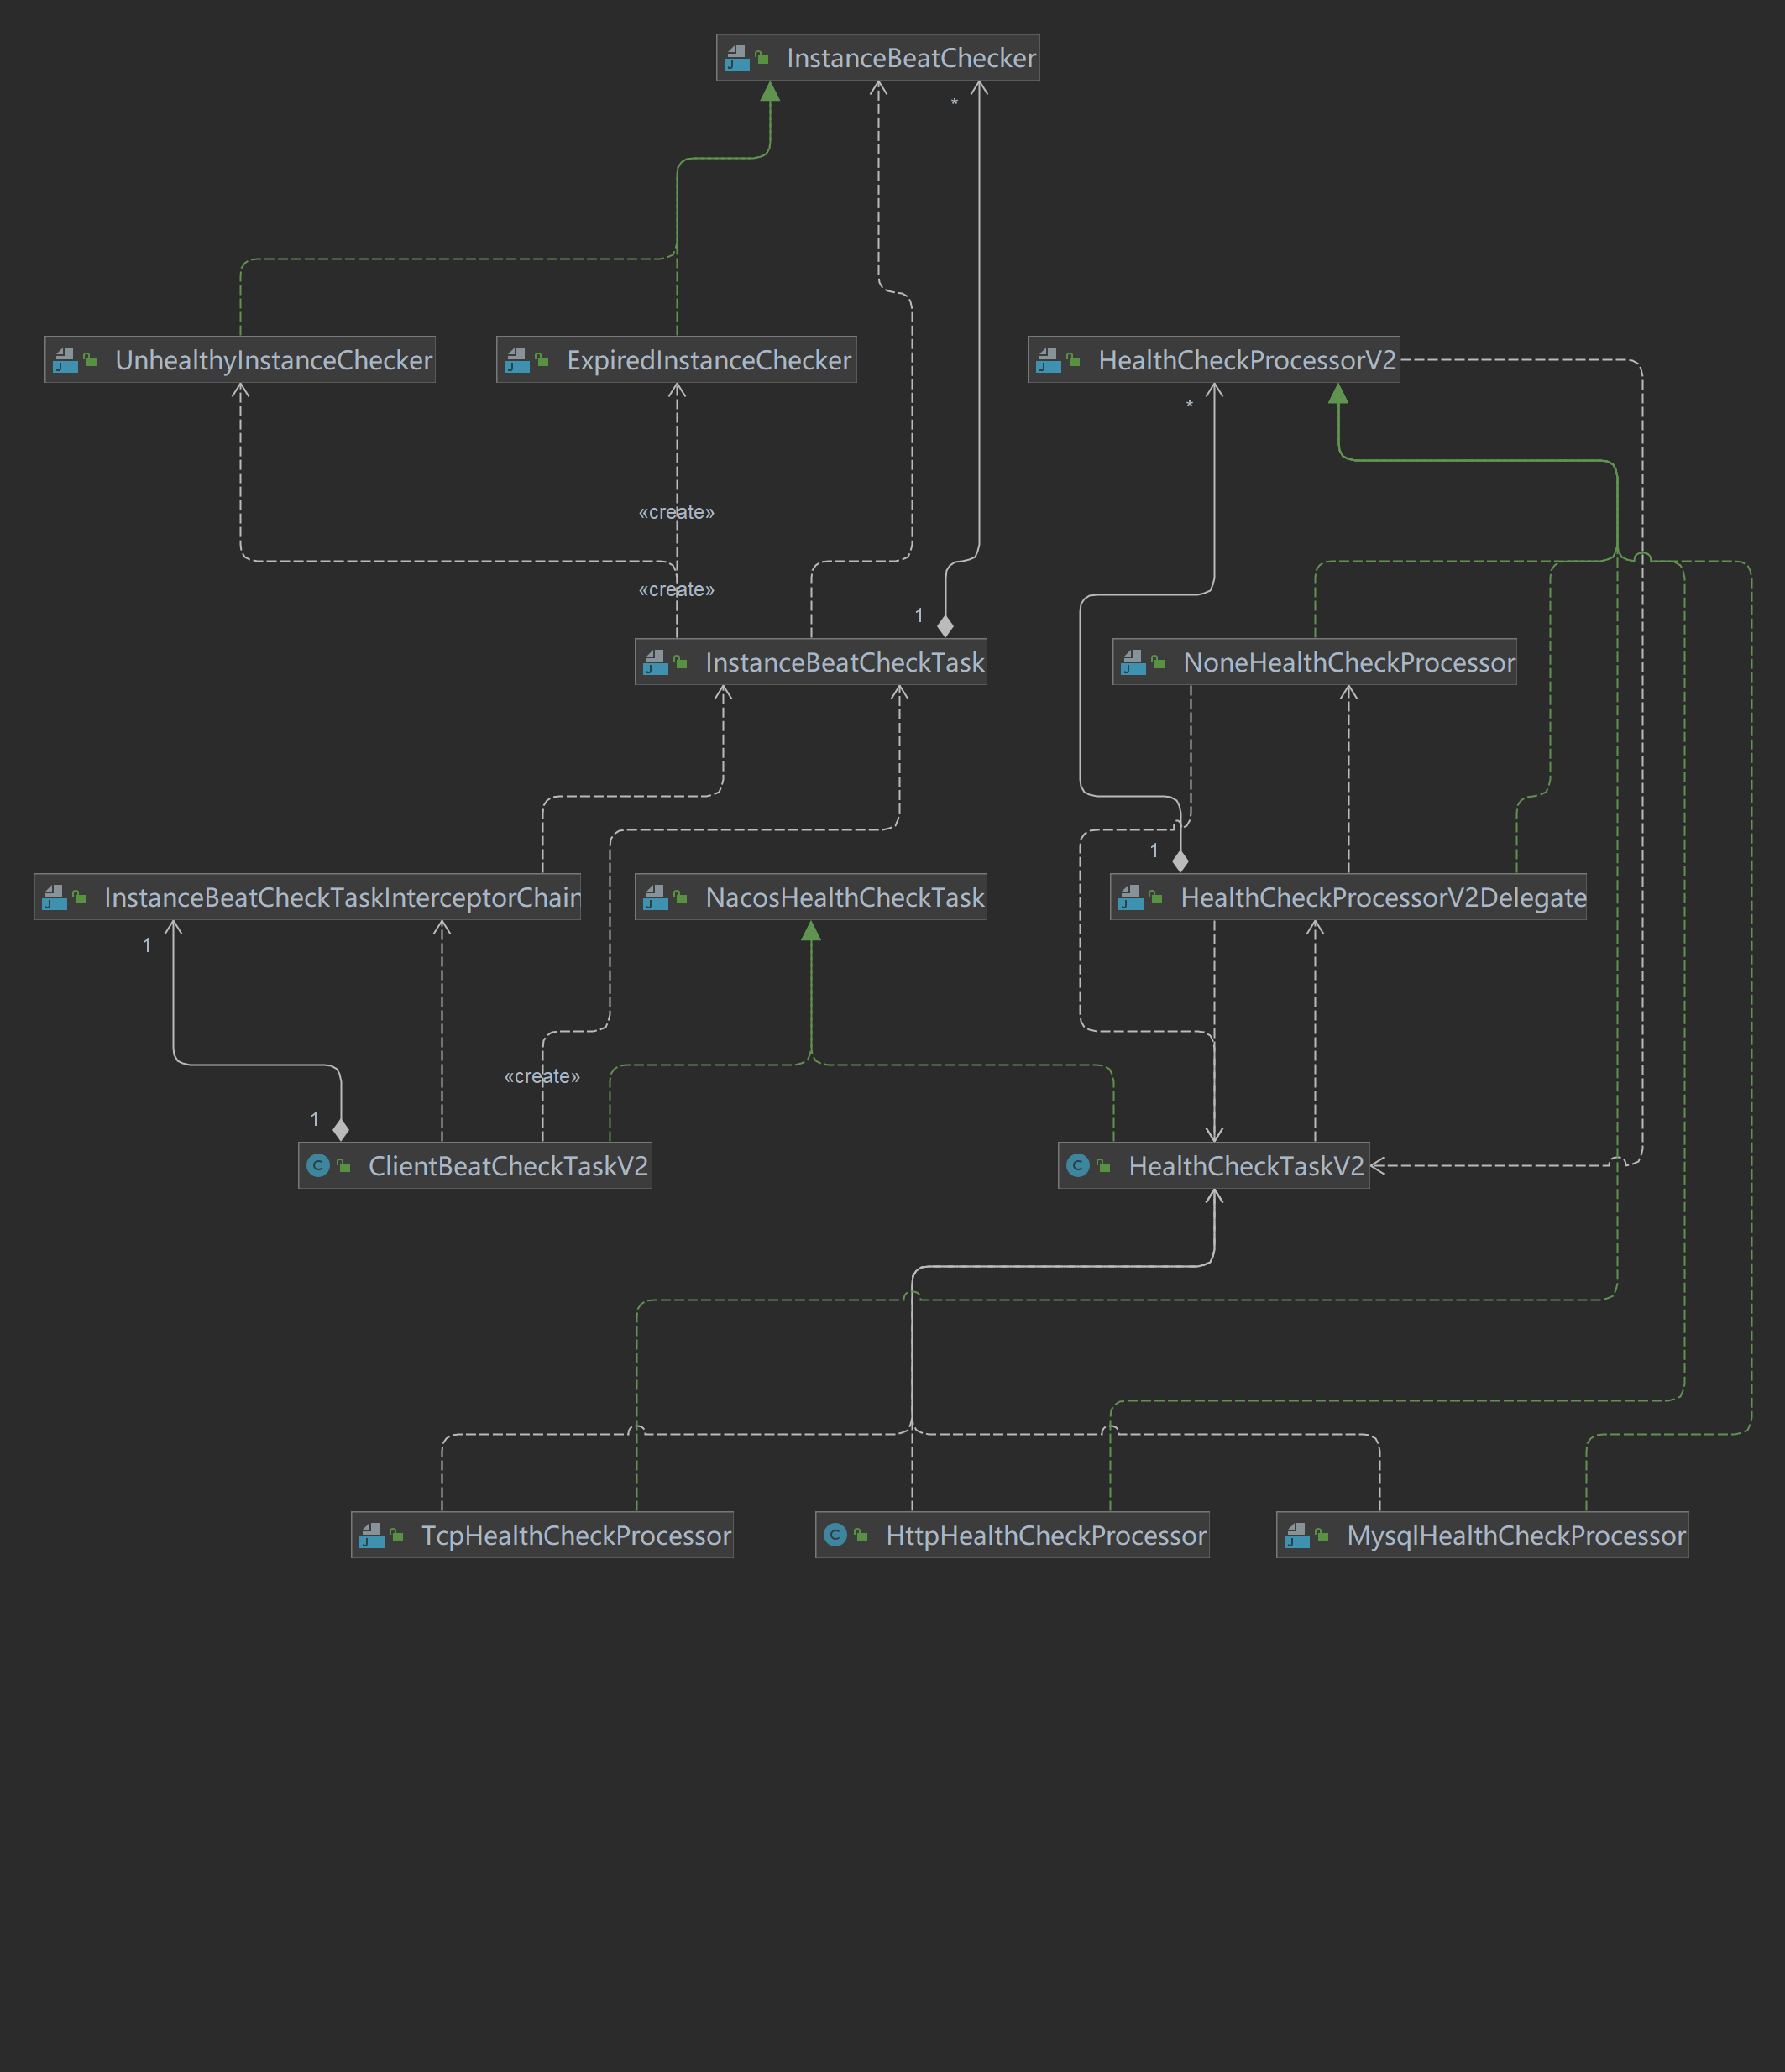 InstanceBeatChecker
*
UnhealthyInstanceChecker
ExpiredInstanceChecker
HealthCheckProcessorV2
*
«create»
«create»
1
InstanceBeatCheckTask
NoneHealthCheckProcessor
1
InstanceBeatCheckTaskInterceptorChain
NacosHealthCheckTask
HealthCheckProcessorV2Delegate
1
«create»
1
C ClientBeatCheckTaskV2
C HealthCheckTaskV2
TcpHealthCheckProcessor
C HttpHealthCheckProcessor
MysqlHealthCheckProcessor